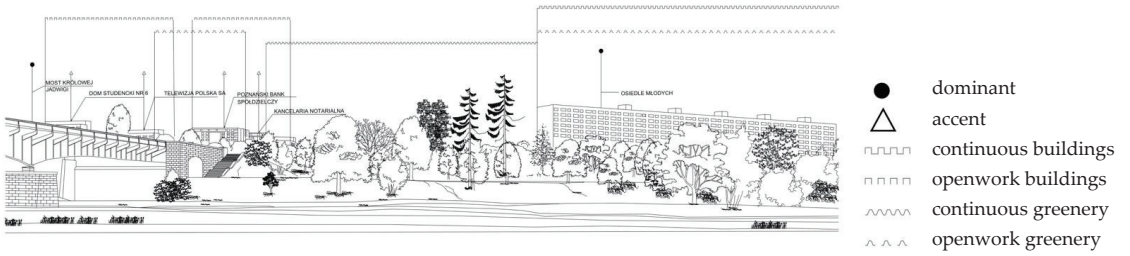 MOST KRÓLOWEJ
JADWIGI
DOM STUDENCKI NR 6
TELEWIZJA POLSKA SA
POZNAŃSKI BANK
SPÓŁDZIELCZY
KANCELARIA NOTARIALNA
OSIEDLE MŁODYCH
dominant
accent
continuous buildings
openwork buildings
continuous greenery
openwork greenery